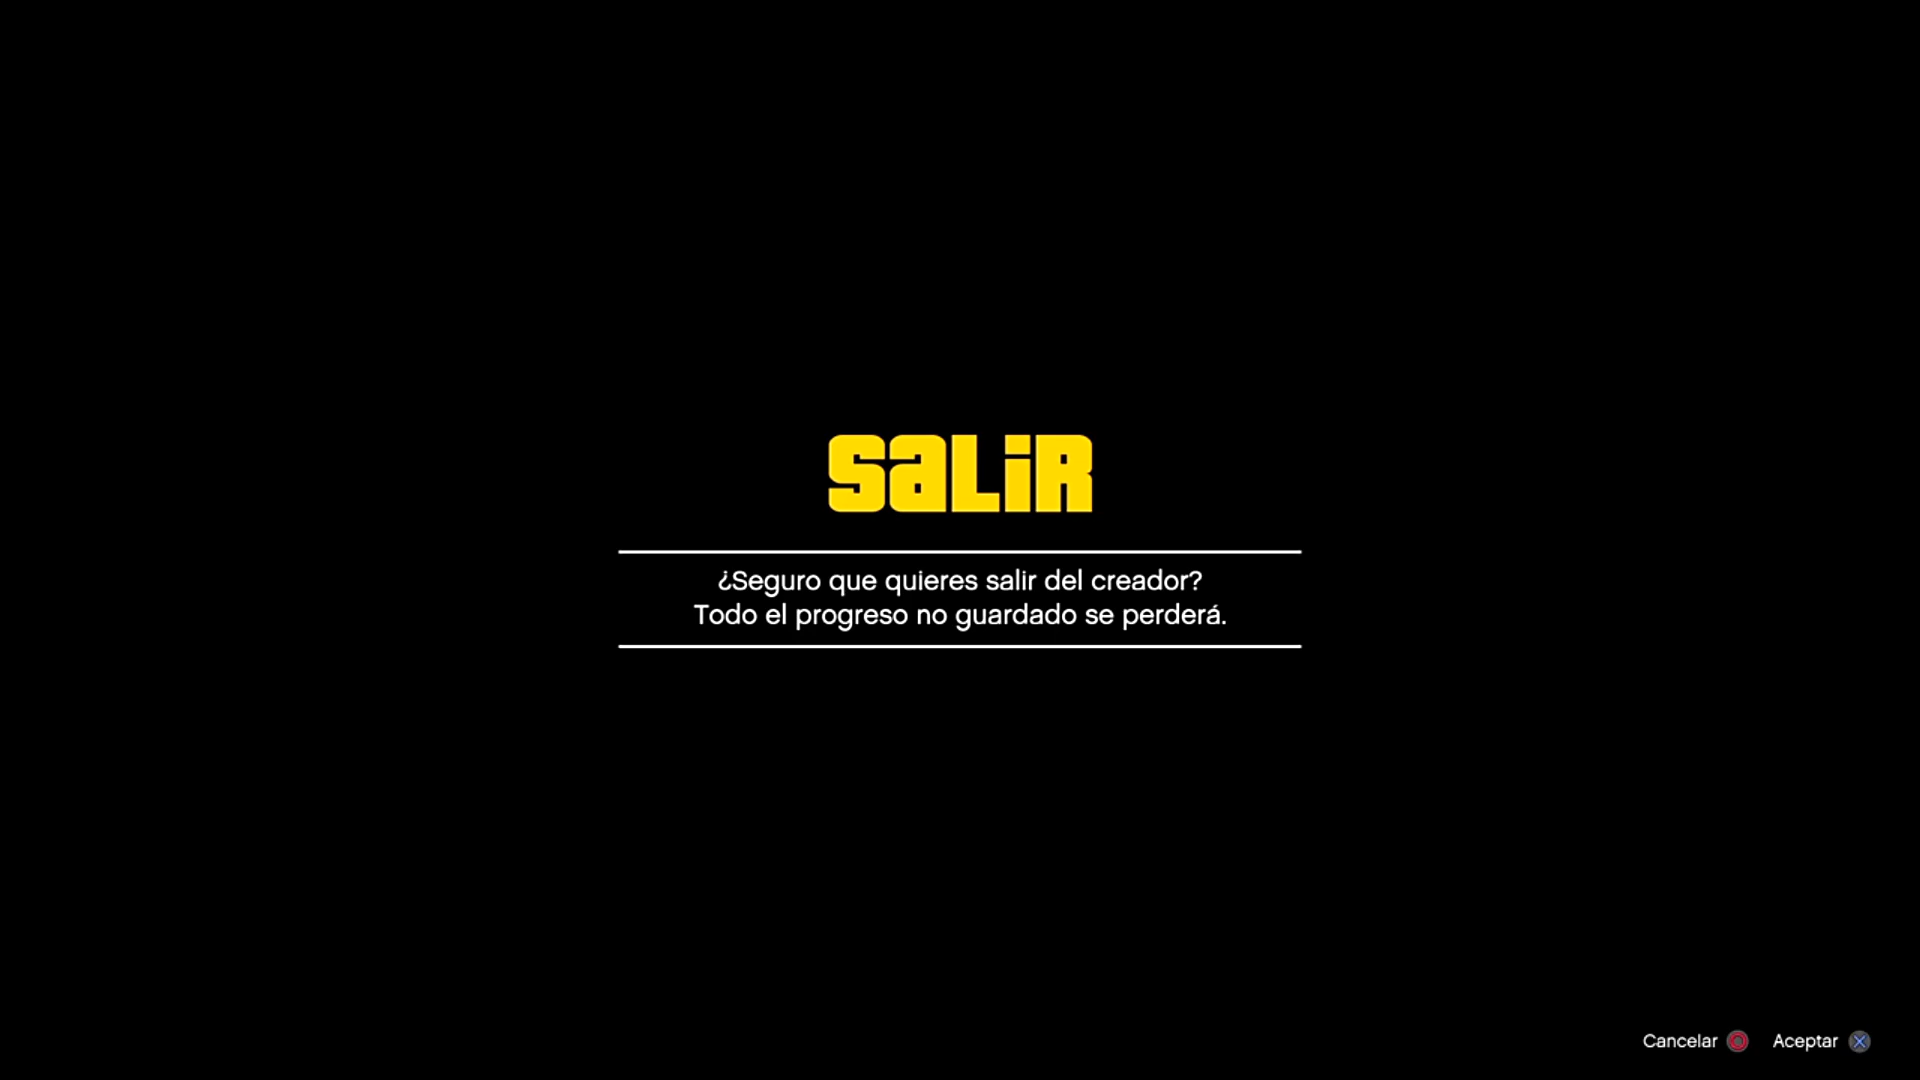 SALIR
¿Seguro que quieres salir del creador?
Todo el progreso no guardado se perderá.
Cancelar Aceptar